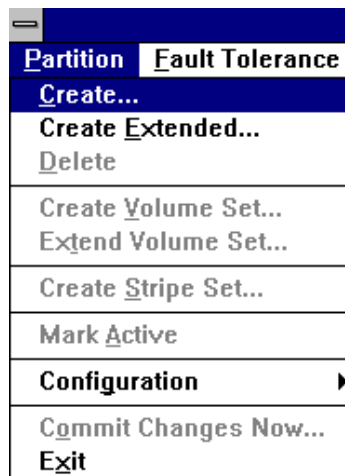 Partition Fault Tolerance
Create...
Create Extended...
Delete
Create Volume Set...
Extend Volume Set...
Create Stripe Set...
Mark Active
Configuration
Commit Changes Now...
Exit